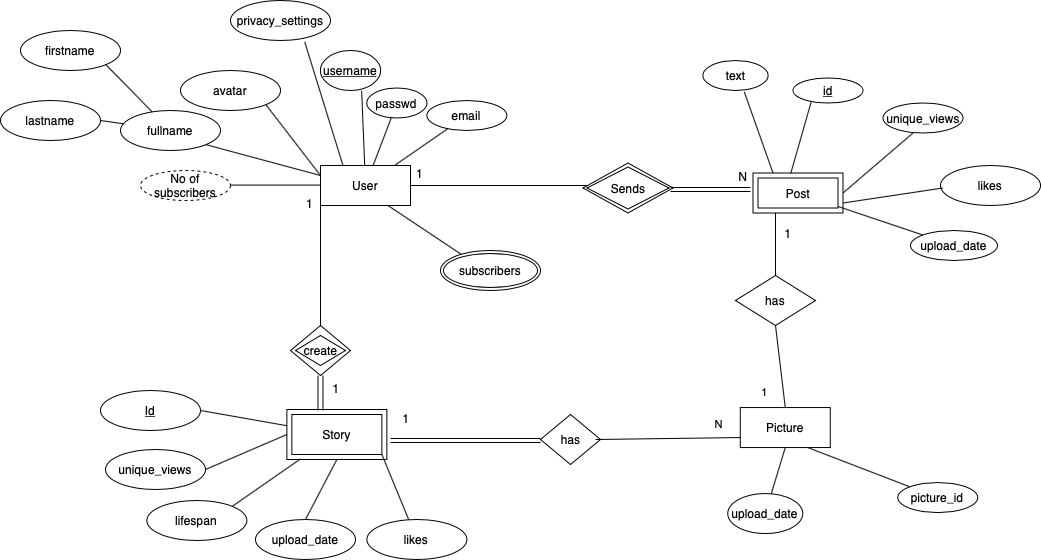 privacy_settings
firstname
username
text
id
avatar
passwd
lastname
fullname
email
unique_views
No of
subscribers
User
1
N
Sends
Post
likes
1
1
upload_date
subscribers
has
create
1
1
Id
1
N
Story
has
Picture
unique_views
lifespan
upload_date
likes
upload_date
picture_id